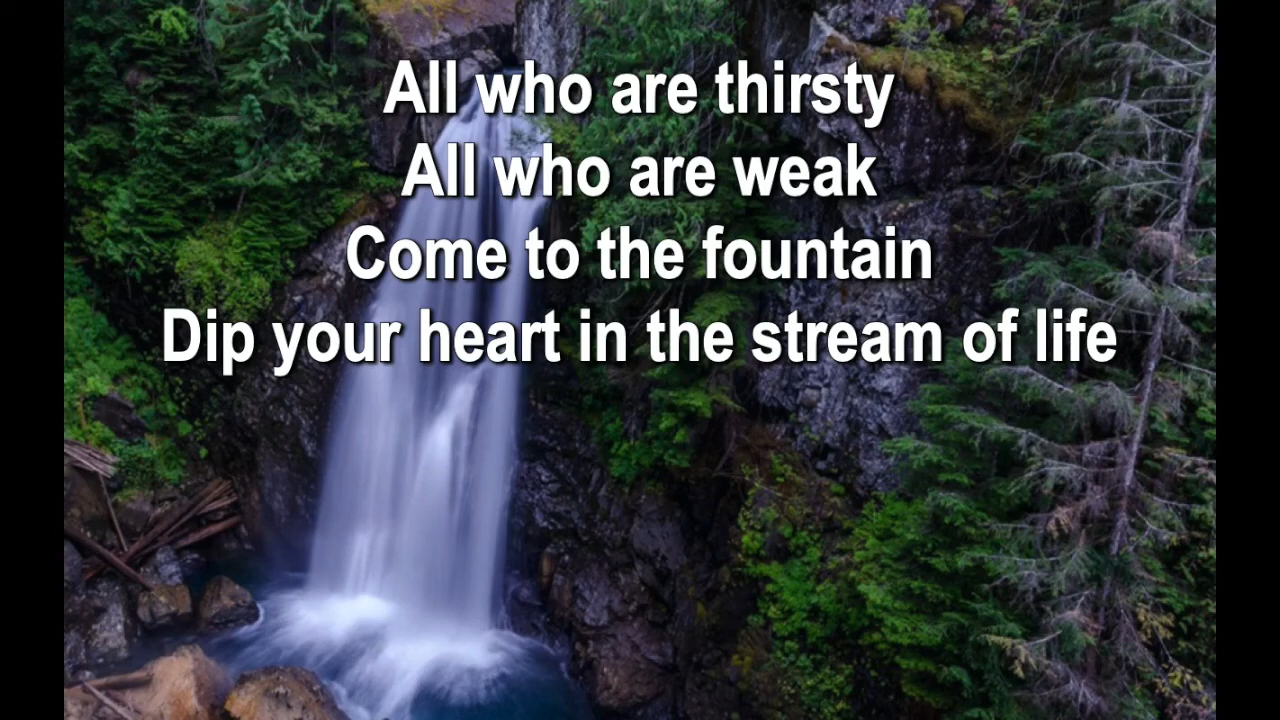 All who are thirsty
All who are weak
Come to the fountain
Dip your heart in the stream of life